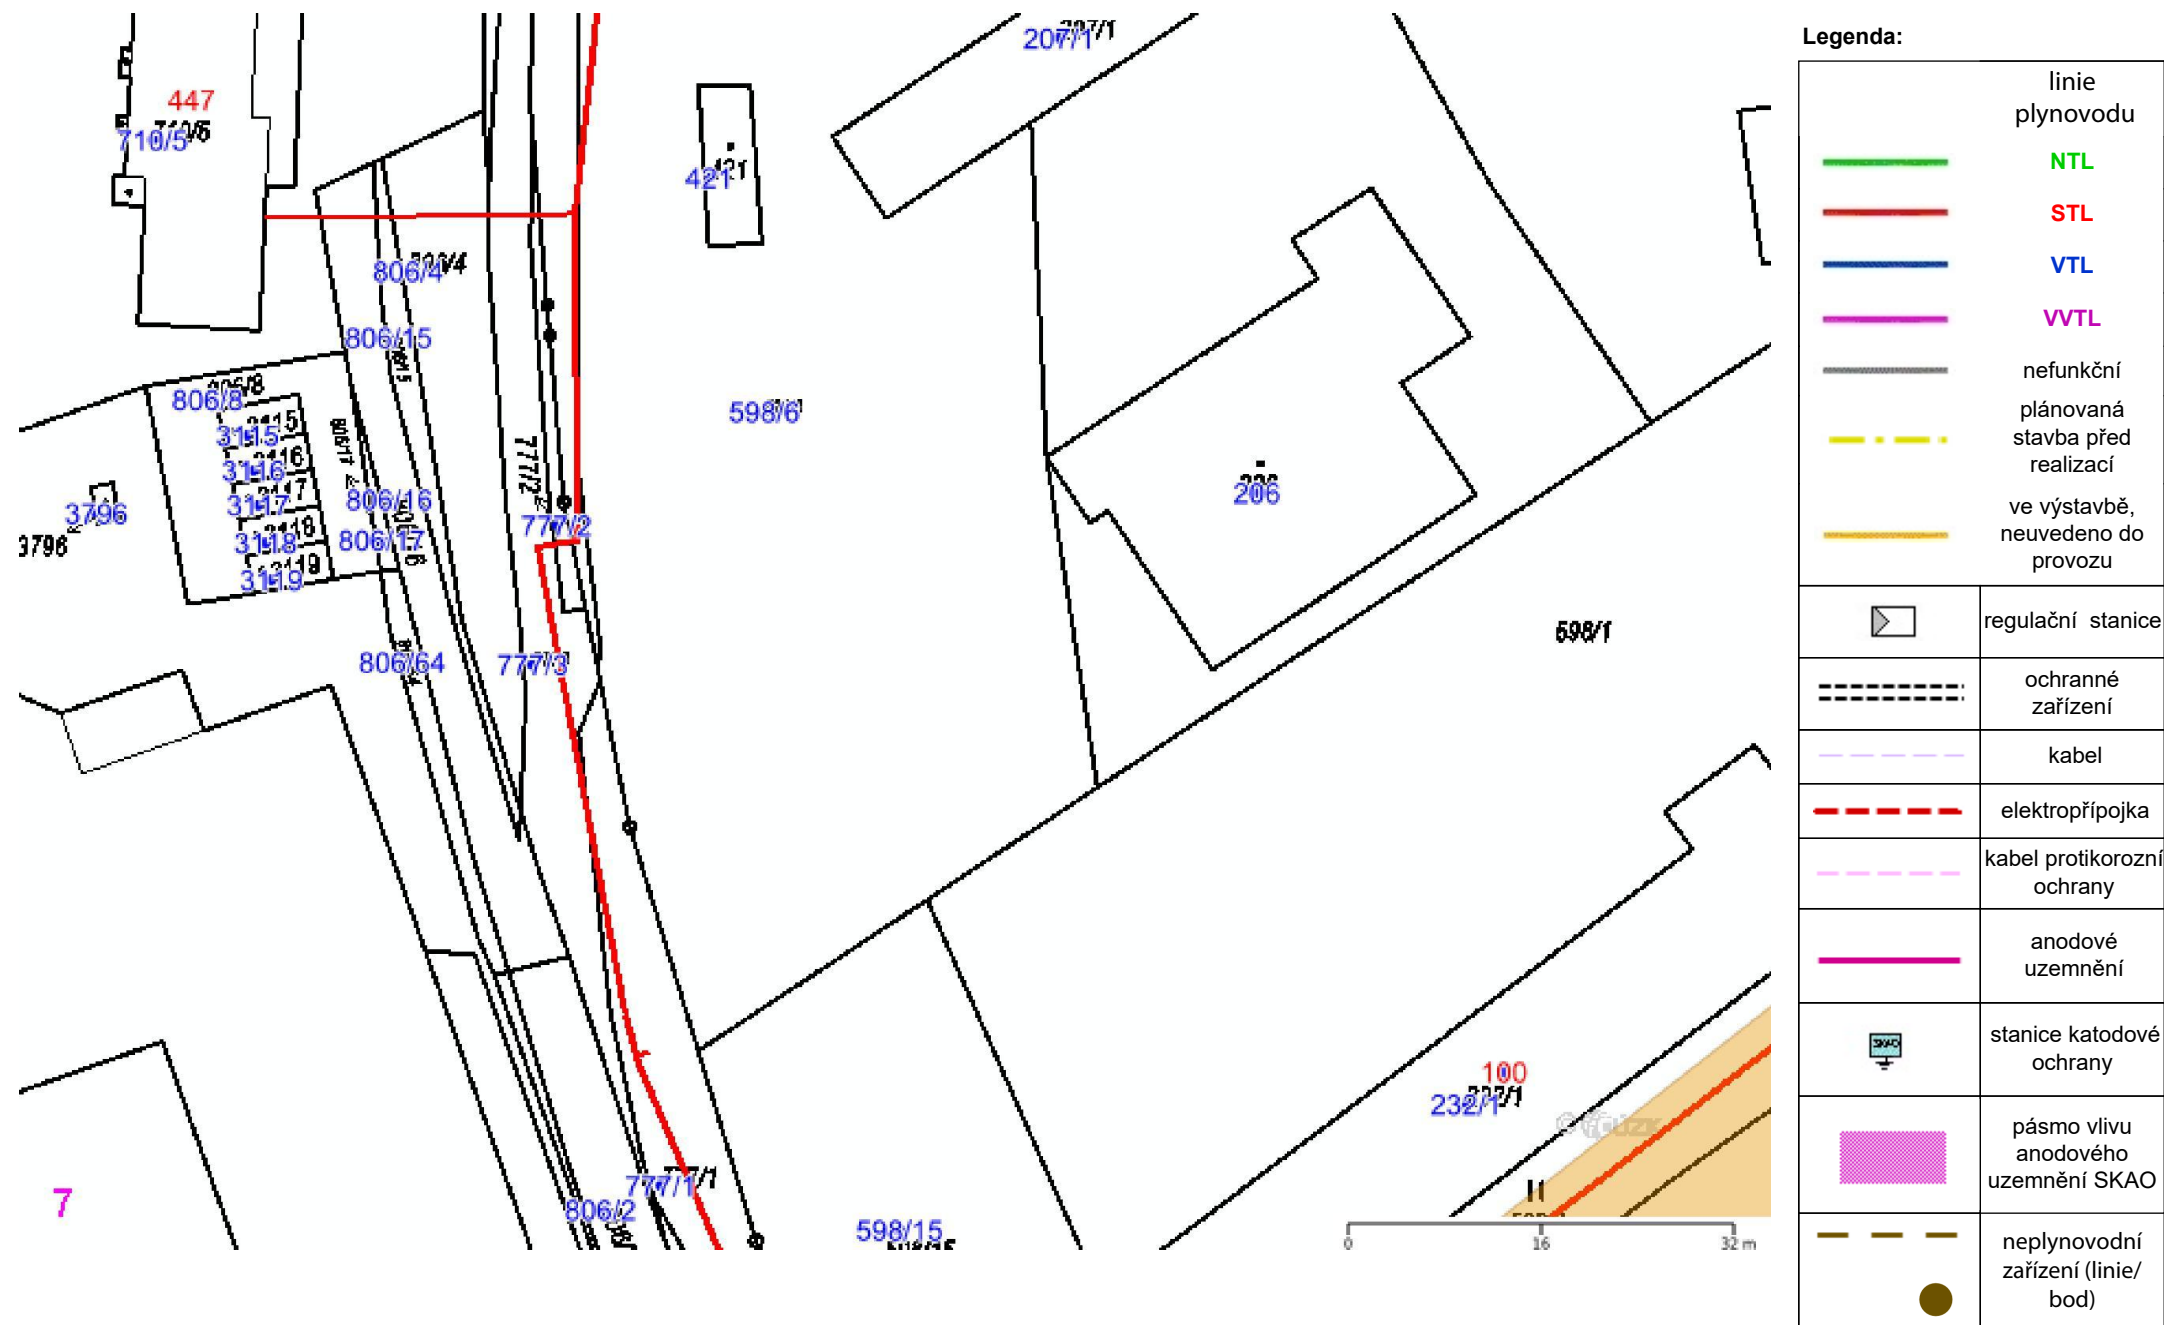 207/1
447
710/5
421
806/4
806/15
806/8
3115
3116
3117
3118
3119
3796
3796
806/16
806/17
777/2
777/2
598/6
206
598/1
806/64
777/3
100
232/1
777/1
806/2
598/15
7
0
16
32 m
Legenda:
linie
plynovodu
NTL
STL
VTL
VVTL
nefunkční
plánovaná
stavba před
realizací
ve výstavbě,
neuvedeno do
provozu
regulační stanice
ochranné
zařízení
kabel
elektropřípojka
kabel protikorozní
ochrany
anodové
uzemnění
SKAO
stanice katodové
ochrany
pásmo vlivu
anodového
uzemnění SKAO
neplynovodní
zařízení (linie/
bod)